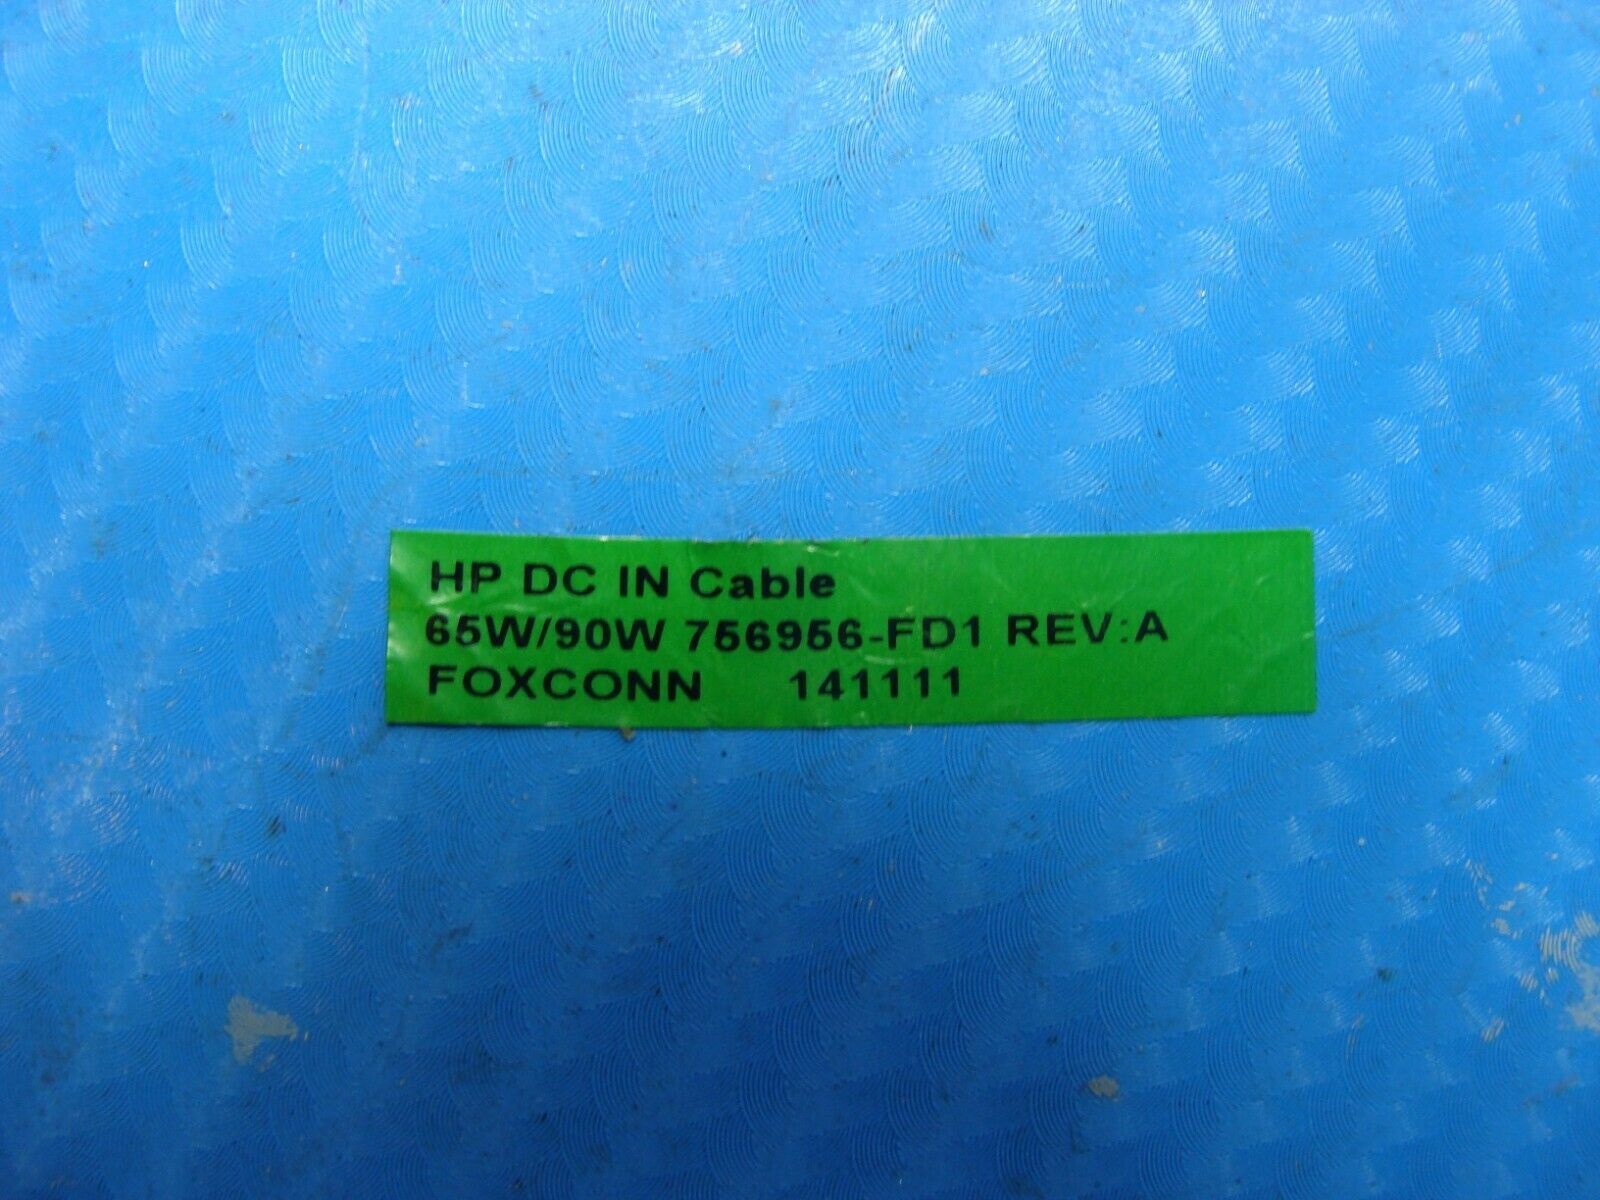 HP DC IN Cable
65W/90W 756956-FD1 REV:A
FOXCONN 141111